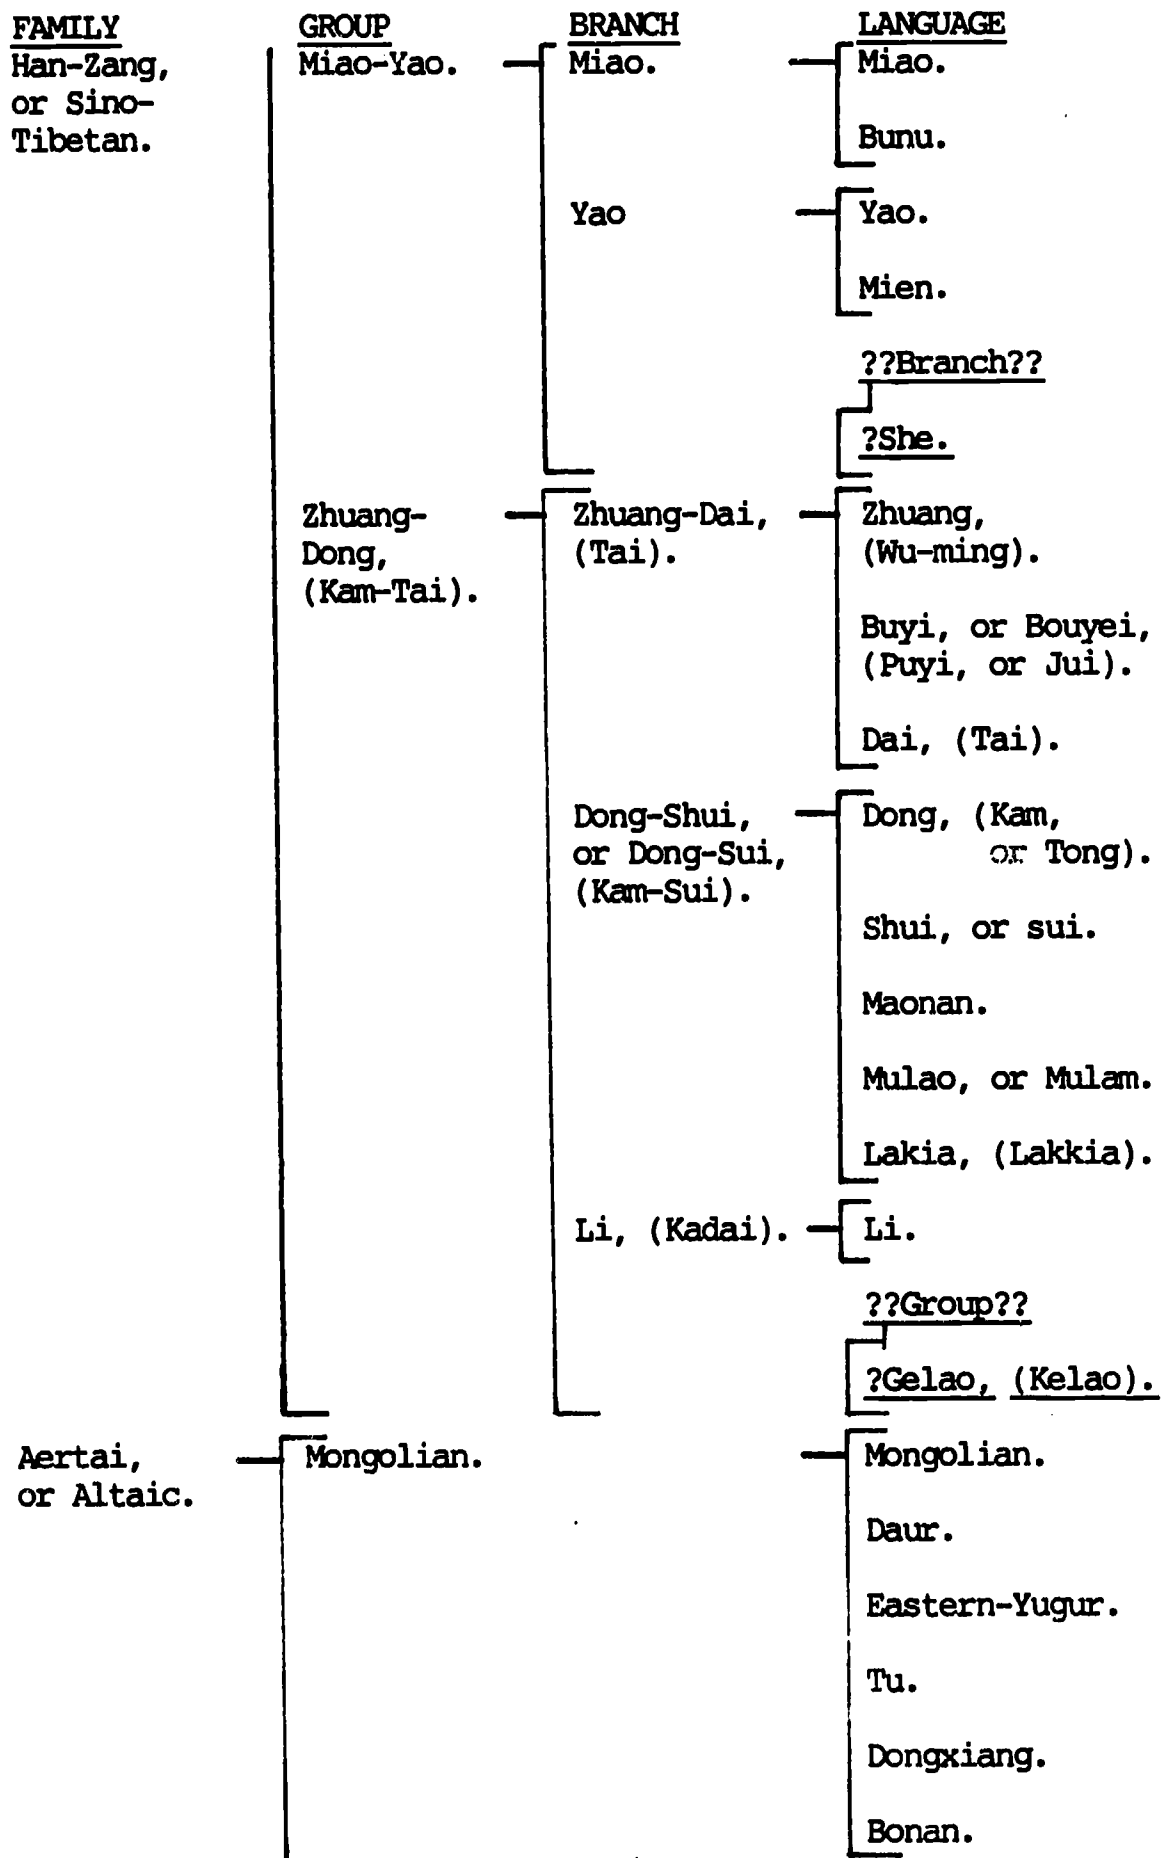 FAMILY GROUP BRANCH LANGUAGE
Han-Zang, Miao-Yao. Miao. Miao.
or Sino-
Tibetan. Bunu.
Yao Yao.
Mien.
??Branch??
?She.
Zhuang- Zhuang-Dai, Zhuang,
Dong, (Tai). (Wu-ming).
(Kam-Tai).
Buyi, or Bouyei,
(Puyi, or Jui).
Dai, (Tai).
Dong-Shui, Dong, (Kam,
or Dong-Sui, or Tong).
(Kam-Sui).
Shui, or sui.
Maonan.
Mulao, or Mulam.
Lakia, (Lakkia).
Li, (Kadai). Li.
??Group??
?Gelao, (Kelao).
Aertai, Mongolian. Mongolian.
or Altaic.
Daur.
Eastern-Yugur.
Tu.
Dongxiang.
Bonan.